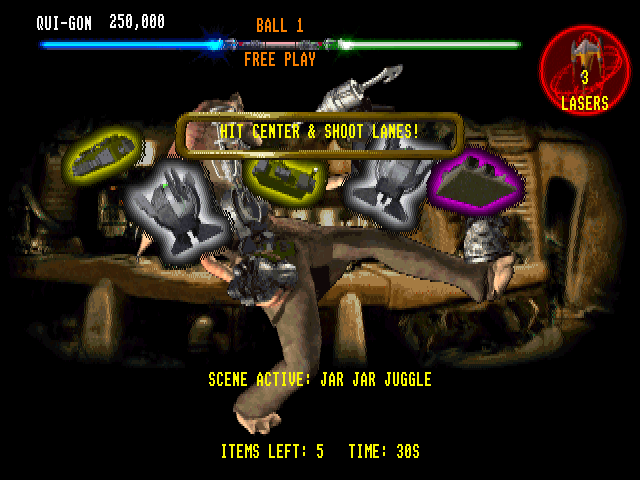 QUI-GON 250,000
BALL 1
FREE PLAY
3
LASERS
HIT CENTER & SHOOT LANES!
SCENE ACTIVE: JAR JAR JUGGLE
ITEMS LEFT: 5 TIME: 30S